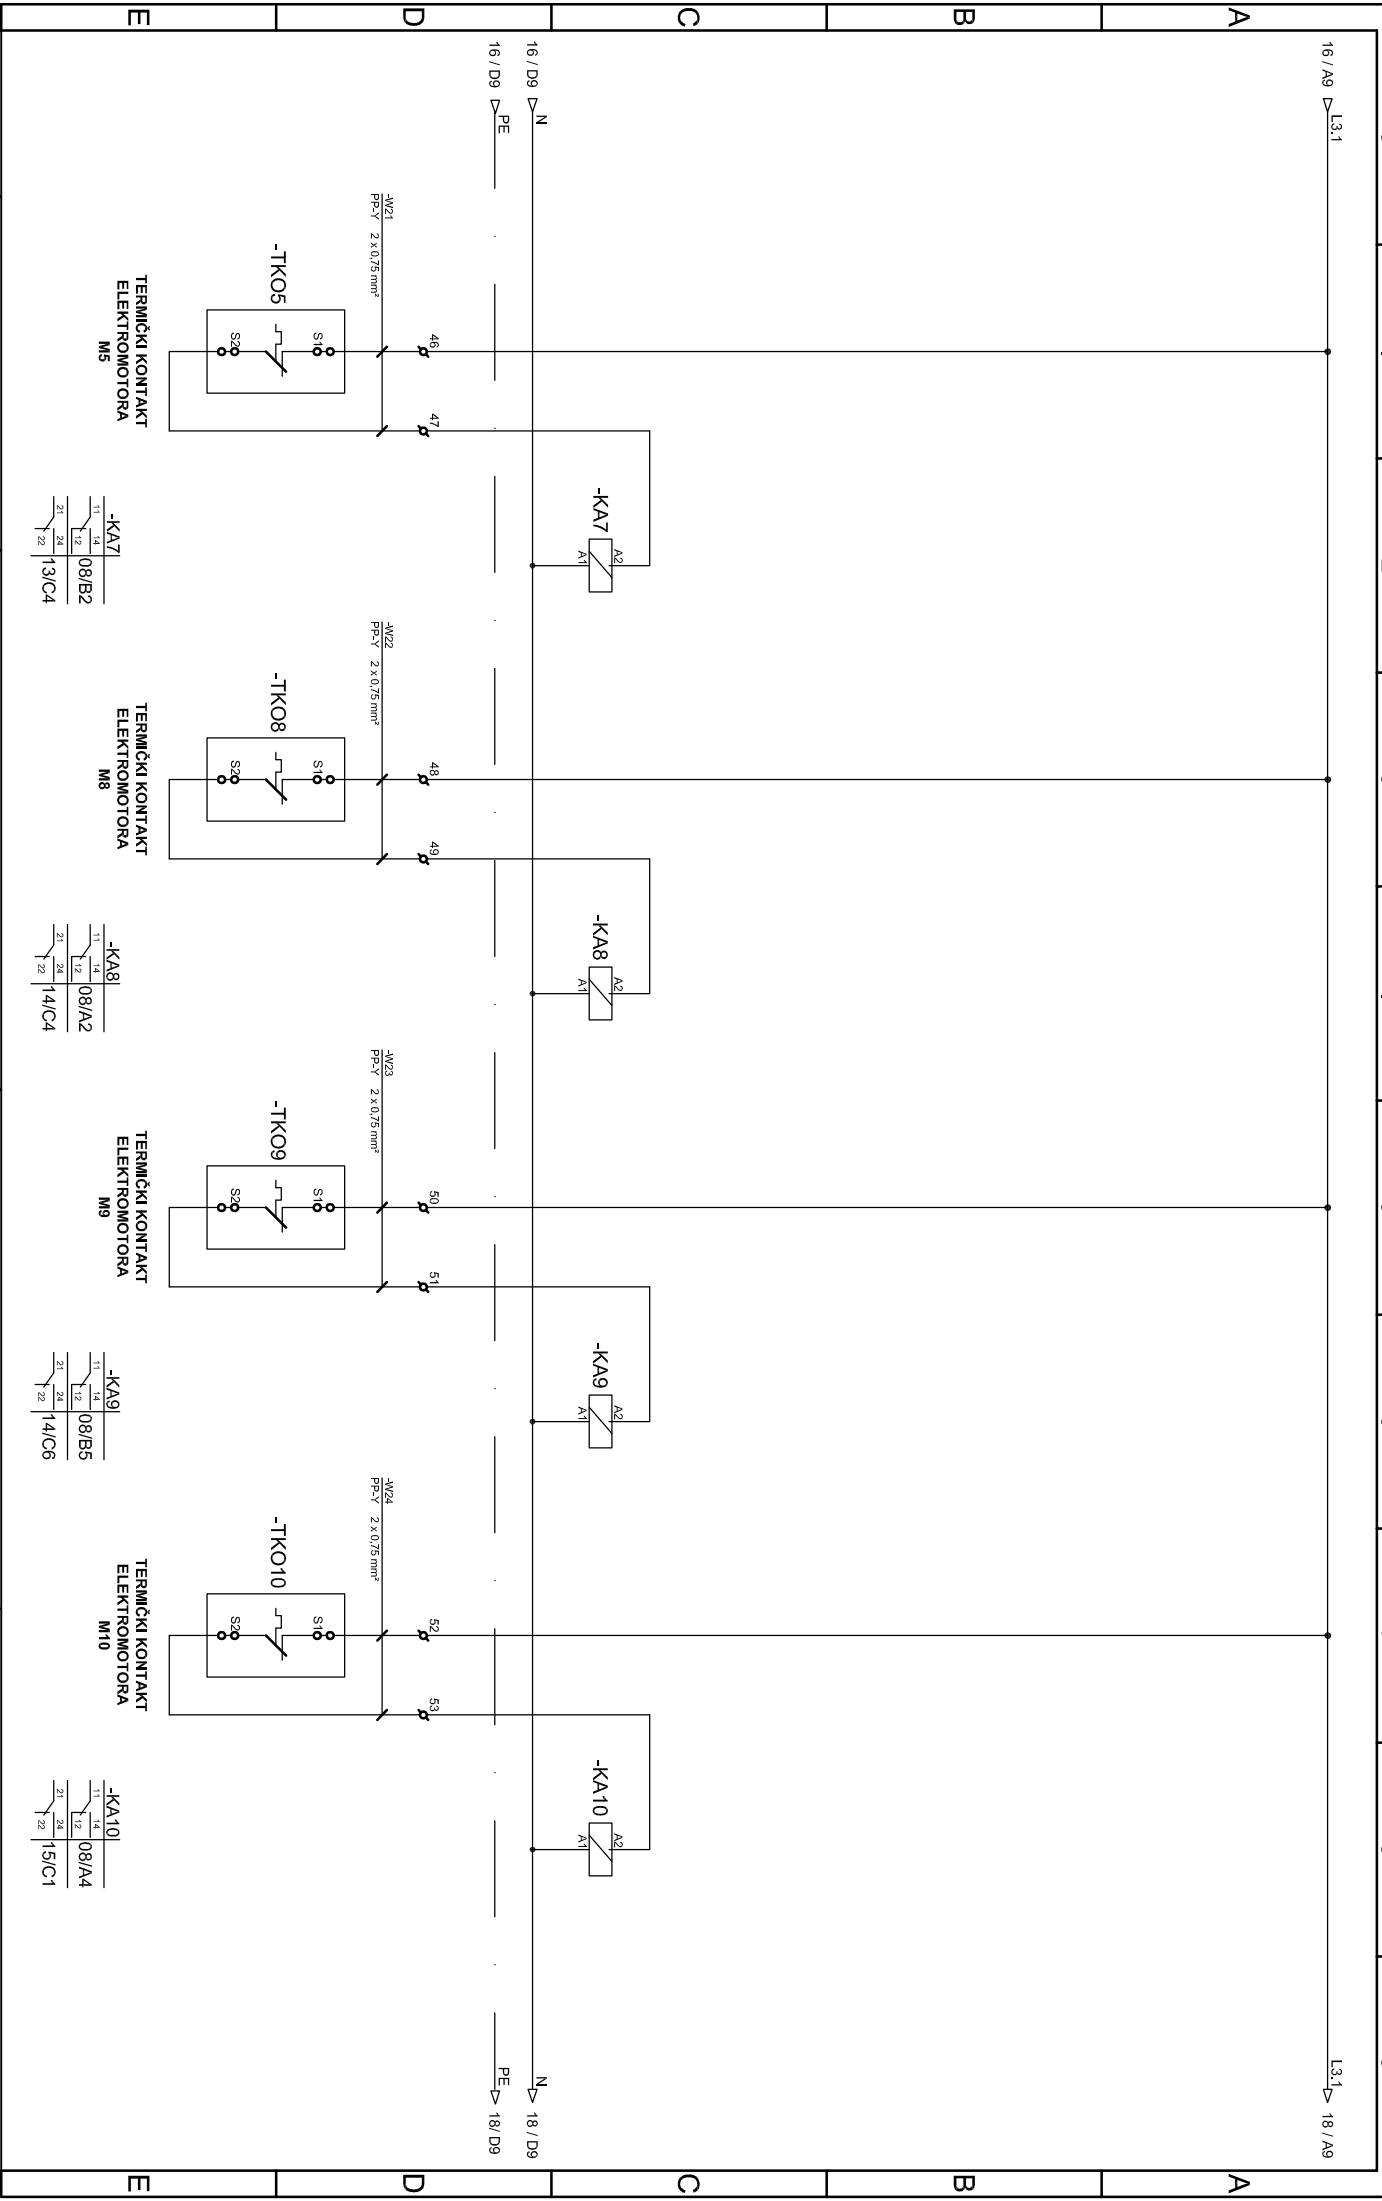 A
B
C
D
E
16 / A9
L3.1
L3.1
18 / A9
16 / D9
N
N
18 / D9
16 / D9
PE
PE
18/ D9
-KA7
A2
A1
-KA8
A2
A1
-KA9
A2
A1
-KA10
A2
A1
46
47
48
49
50
51
52
53
-W21
PP-Y 2 x 0,75 mm²
-W22
PP-Y 2 x 0,75 mm²
-W23
PP-Y 2 x 0,75 mm²
-W24
PP-Y 2 x 0,75 mm²
-TKO5
S1
S2
-TKO8
S1
S2
-TKO9
S1
S2
-TKO10
S1
S2
TERMIČKI KONTAKT
ELEKTROMOTORA
M5
TERMIČKI KONTAKT
ELEKTROMOTORA
M8
TERMIČKI KONTAKT
ELEKTROMOTORA
M9
TERMIČKI KONTAKT
ELEKTROMOTORA
M10
-KA7
11 14 12 08/B2
21 24 22 13/C4
-KA8
11 14 12 08/A2
21 24 22 14/C4
-KA9
11 14 12 08/B5
21 24 22 14/C6
-KA10
11 14 12 08/A4
21 24 22 15/C1
A
B
C
D
E